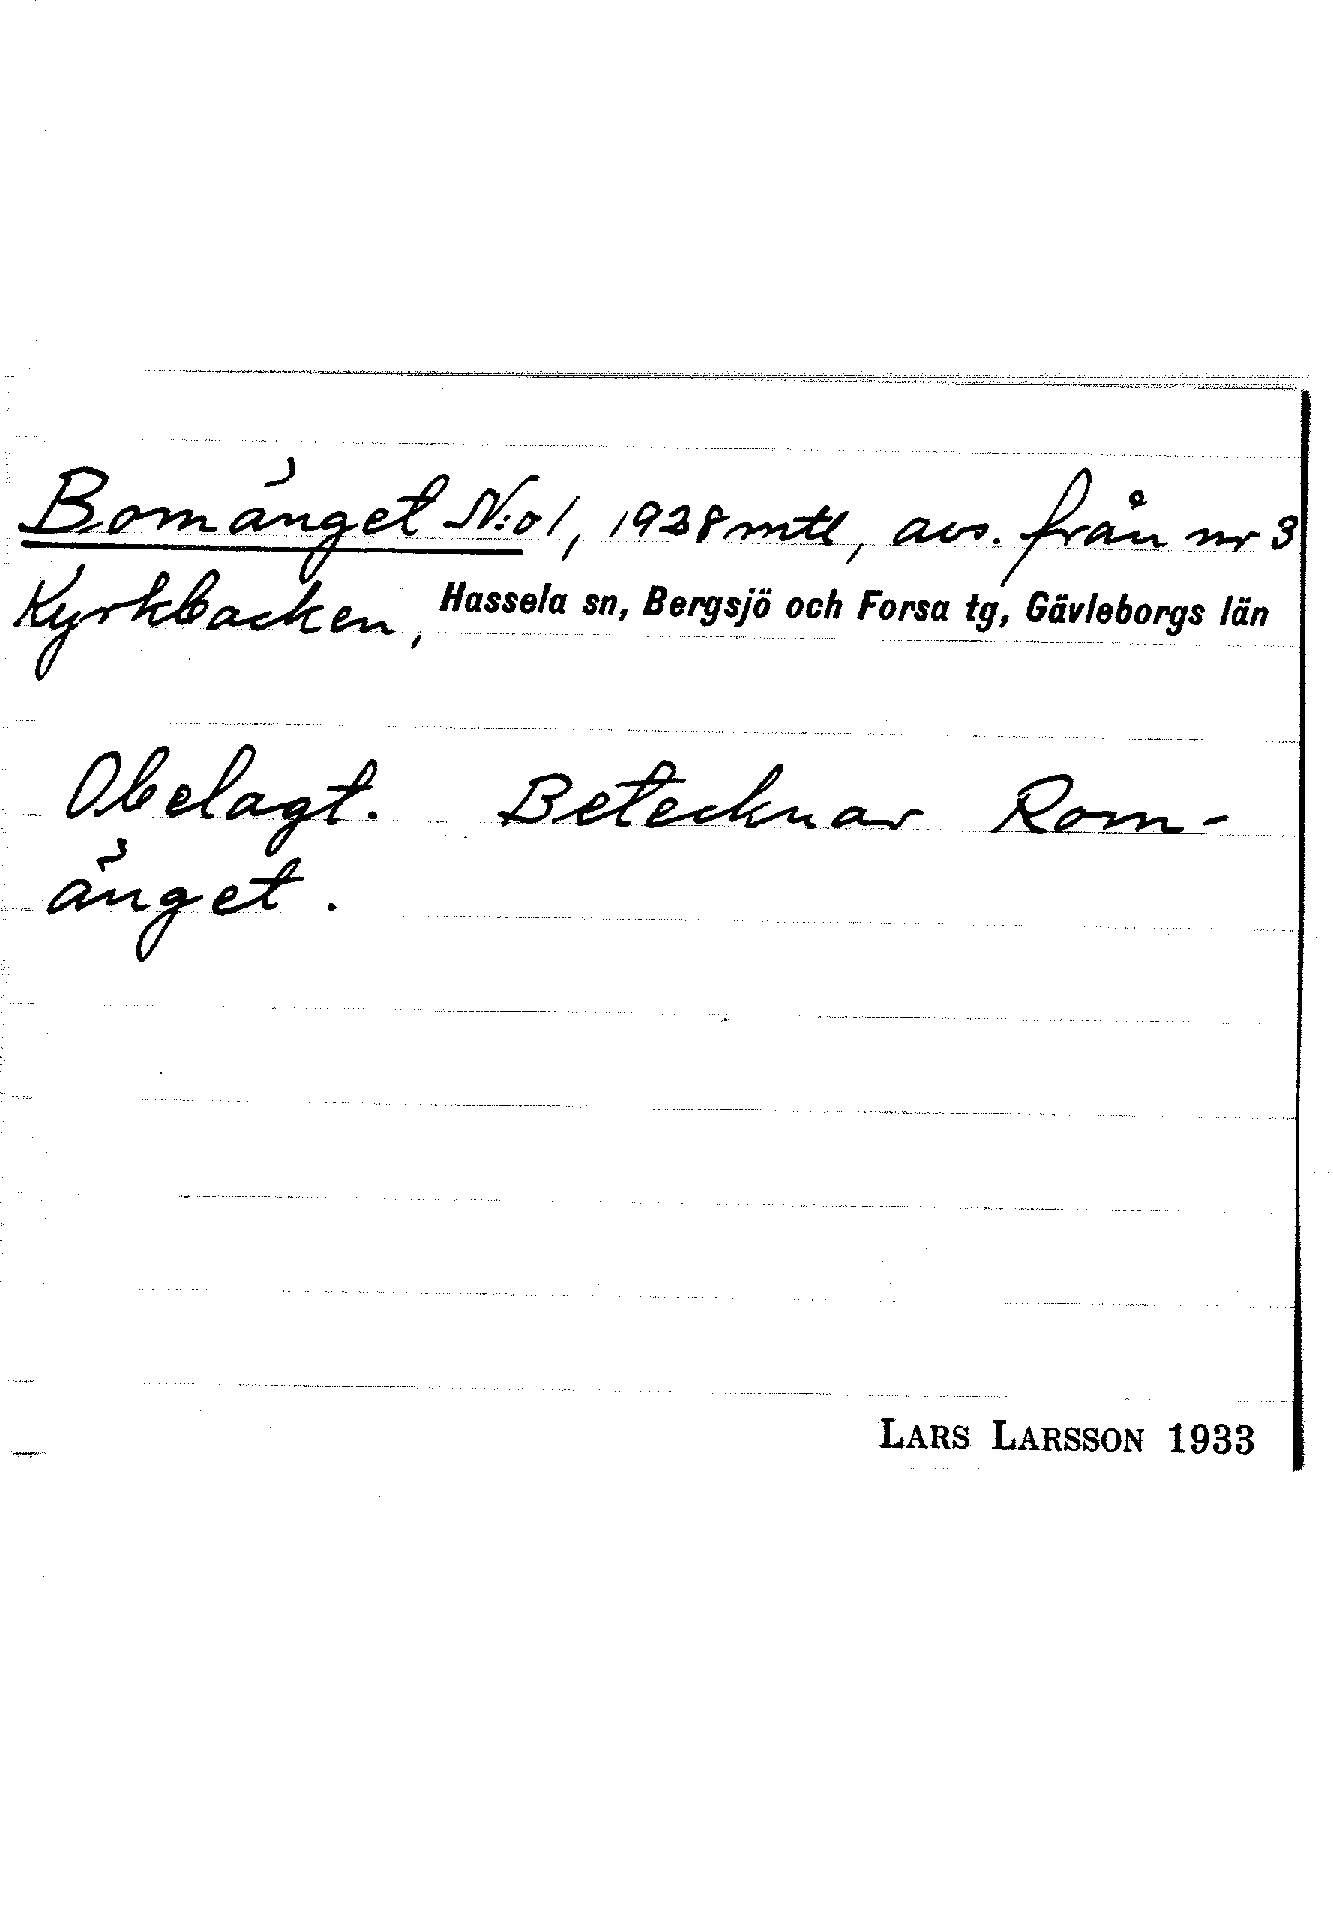 Bomänget N:o 1, 1928 mtl, avs. från nr 3
Kyrkbacken, Hassela sn, Bergsjö och Forsa tg, Gävleborgs län
Obelagt. Betecknar Rom-
änget.
LARS LARSSON 1933